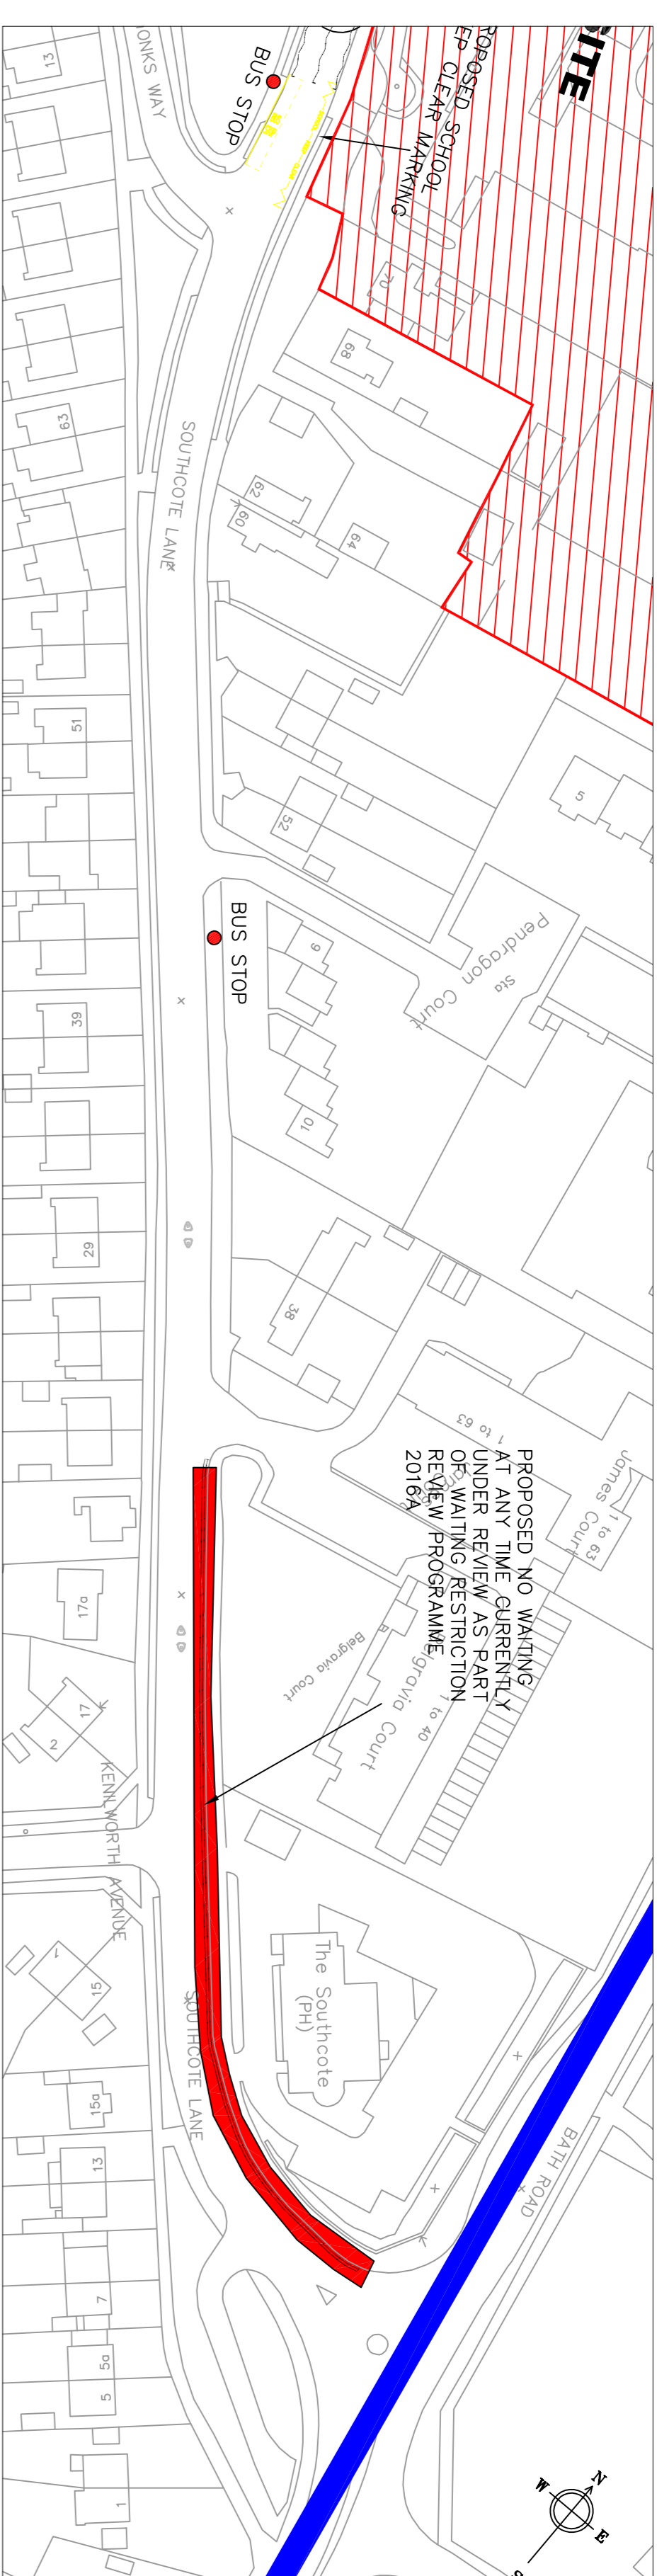 SITE
PROPOSED SCHOOL
KEEP CLEAR MARKING
BUS STOP
13
ONKS WAY
70
68
63
SOUTHCOTE LANE
62
60
64
51
52
5
BUS STOP
9
Pendragon Court
Sta
39
10
29
38
1 to 63
James Court
1 to 63
PROPOSED NO WAITING
AT ANY TIME CURRENTLY
UNDER REVIEW AS PART
OF WAITING RESTRICTION
REVIEW PROGRAMME
2016A
17a
Belgravia Court
Belgravia Court
1 to 40
17
2
KENILWORTH AVENUE
The Southcote
(PH)
1
15
SOUTHCOTE LANE
15a
13
BATH ROAD
7
5a
5
1
N
W
E
S